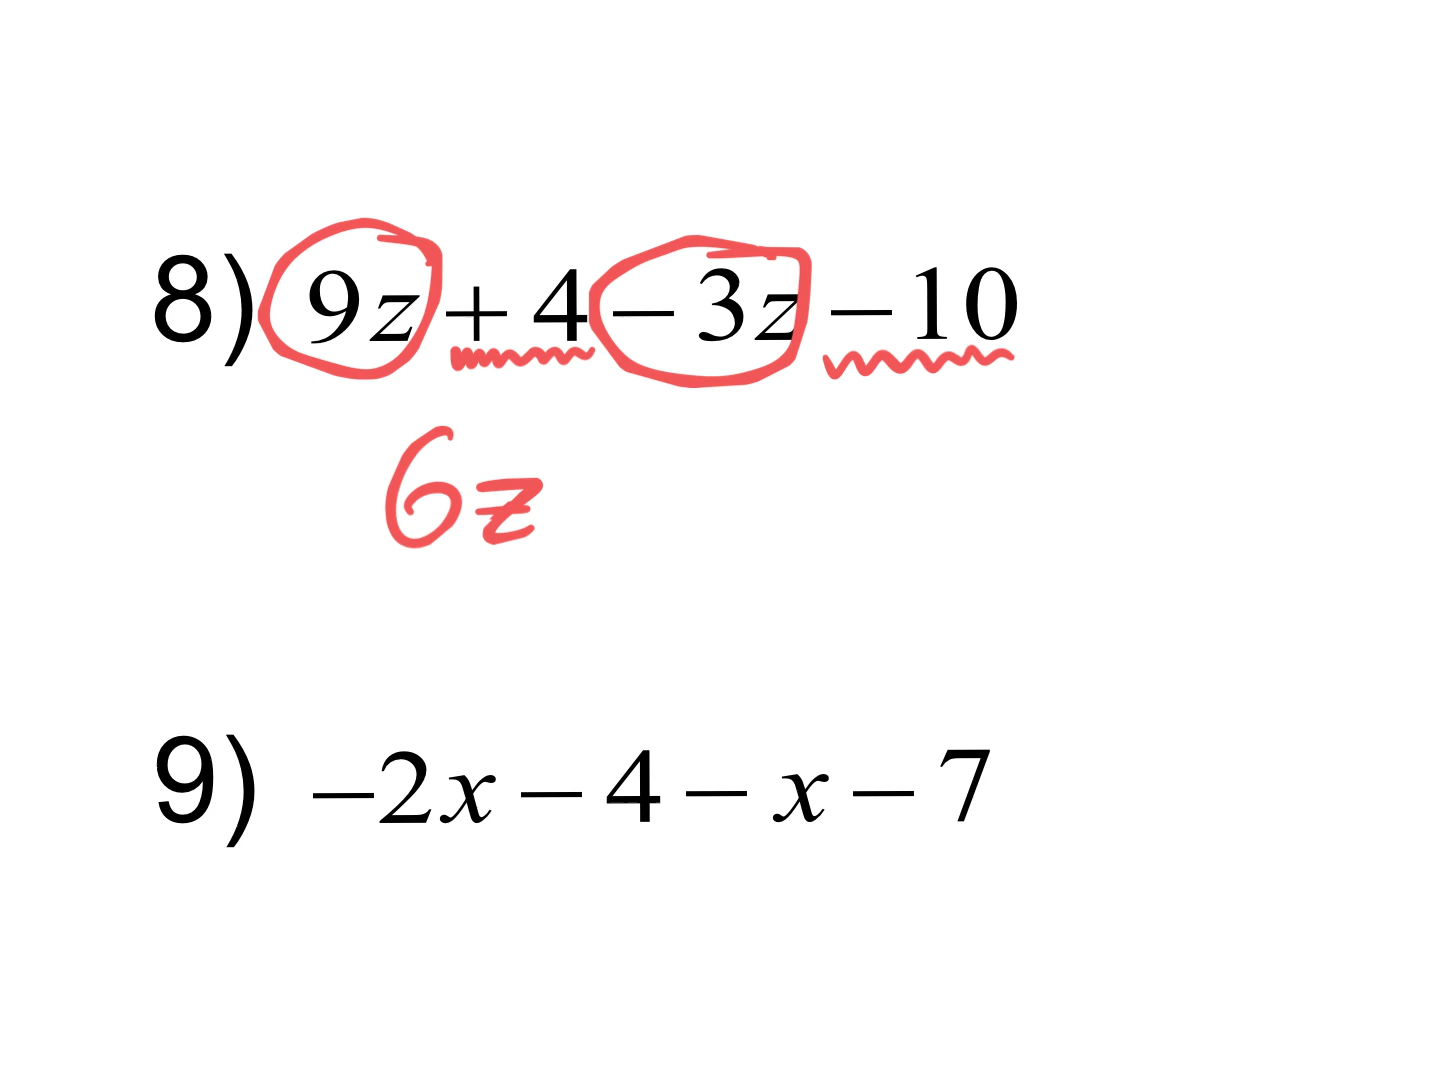 8) 9z + 4 − 3z − 10
6z
9) −2x − 4 − x − 7